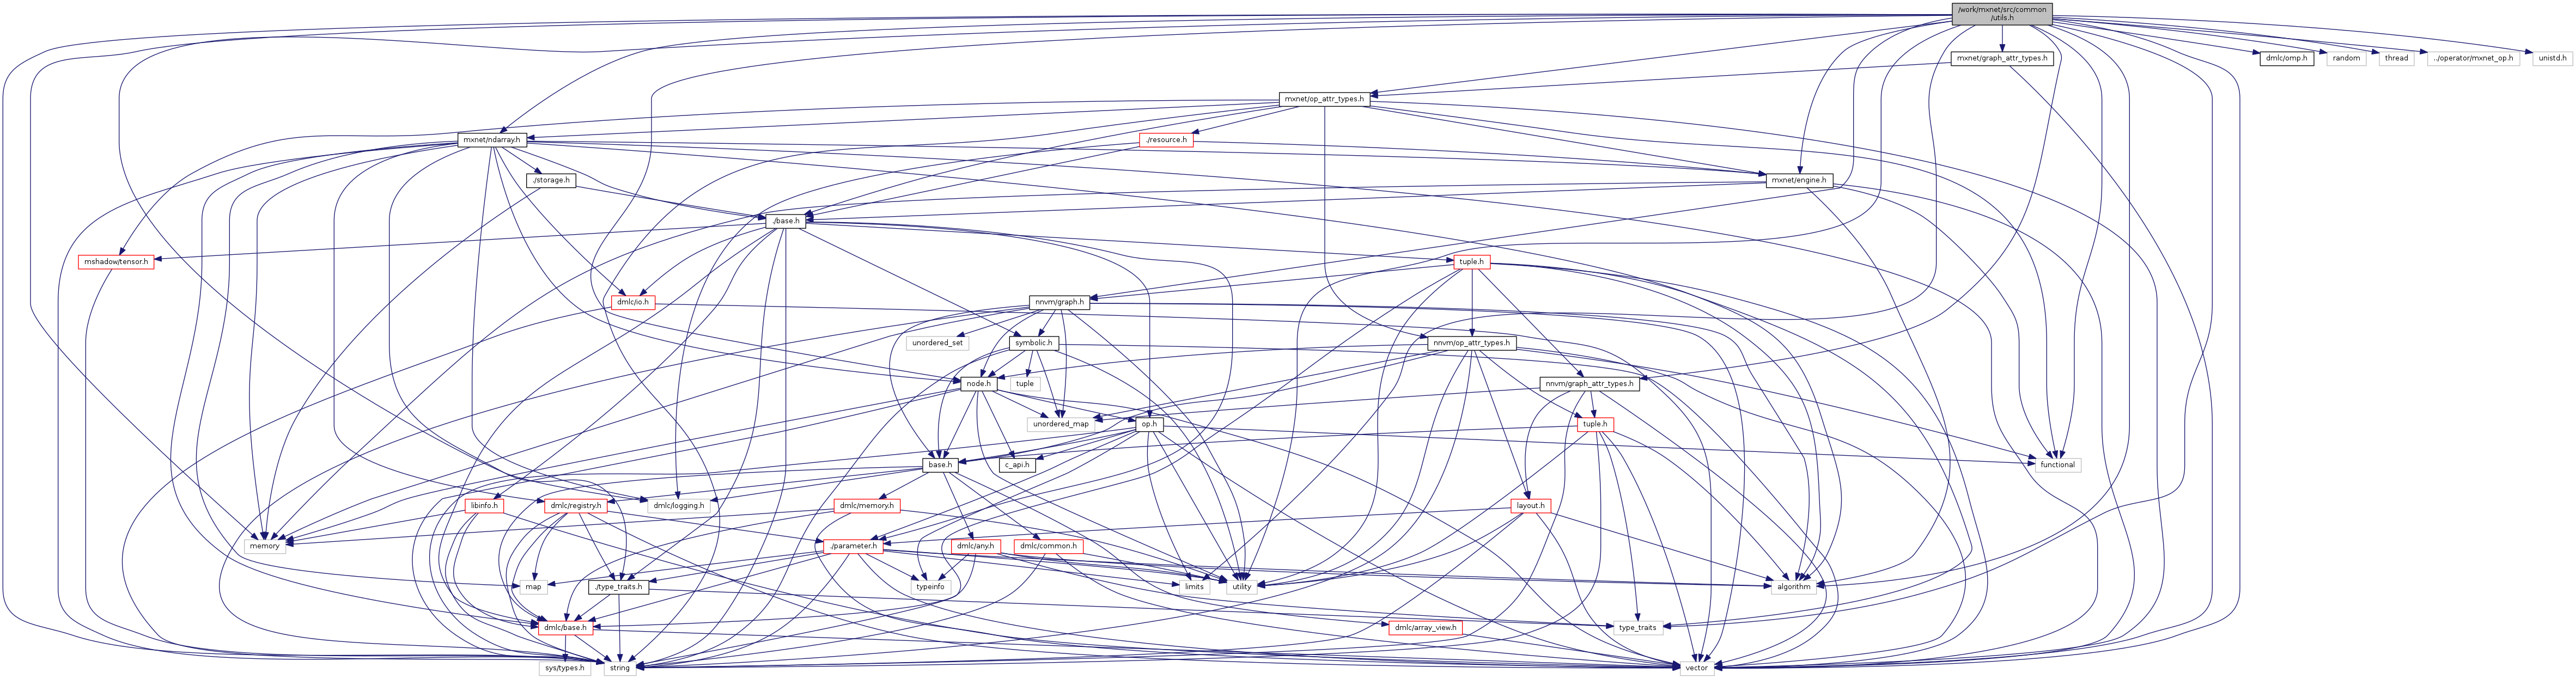 /work/mxnet/src/common
/utils.h
mxnet/graph_attr_types.h
dmlc/omp.h
random
thread
../operator/mxnet_op.h
unistd.h
mxnet/op_attr_types.h
mxnet/ndarray.h
./resource.h
./storage.h
mxnet/engine.h
./base.h
mshadow/tensor.h
tuple.h
dmlc/io.h
nnvm/graph.h
unordered_set
symbolic.h
nnvm/op_attr_types.h
node.h
tuple
nnvm/graph_attr_types.h
unordered_map
op.h
tuple.h
base.h
c_api.h
functional
libinfo.h
dmlc/registry.h
dmlc/logging.h
dmlc/memory.h
layout.h
memory
./parameter.h
dmlc/any.h
dmlc/common.h
map
./type_traits.h
typeinfo
limits
utility
algorithm
dmlc/base.h
dmlc/array_view.h
type_traits
sys/types.h
string
vector